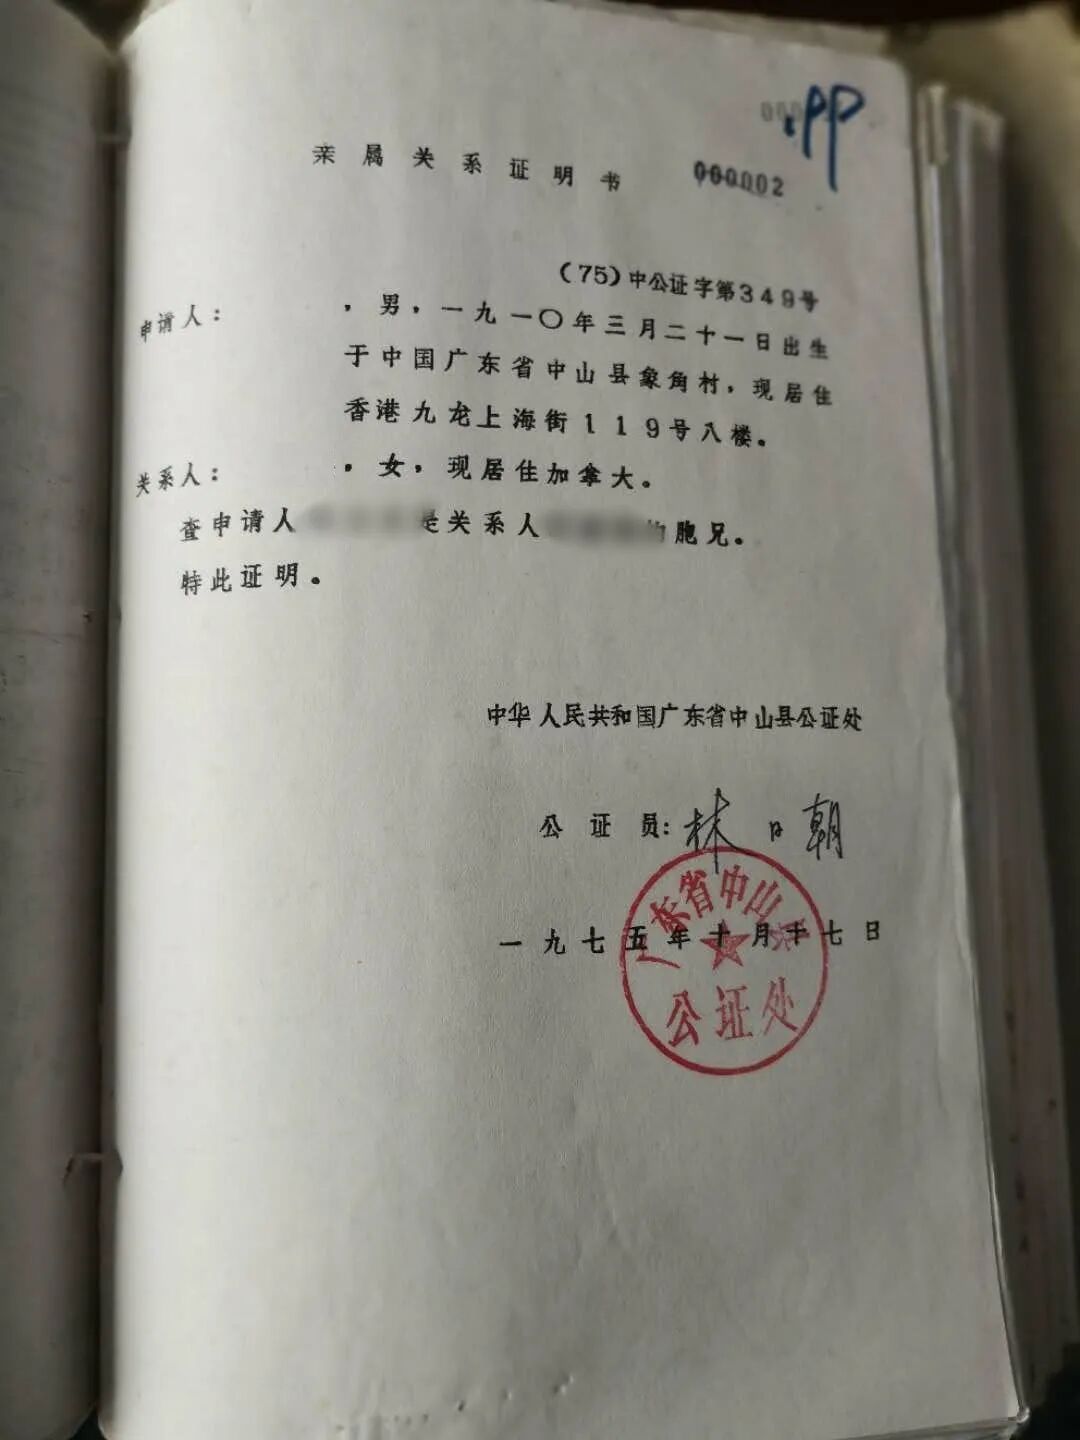 亲属关系证明书
000002
(75)中公证字第349号
申请人： ，男，一九一〇年三月二十一日出生
于中国广东省中山县象角村，现居住
香港九龙上海街119号八楼。
关系人： ，女，现居住加拿大。
查申请人 是关系人 的胞兄。
特此证明。
中华人民共和国广东省中山县公证处
公证员：林日朝
一九七五年十月十七日
广东省中山县
公证处